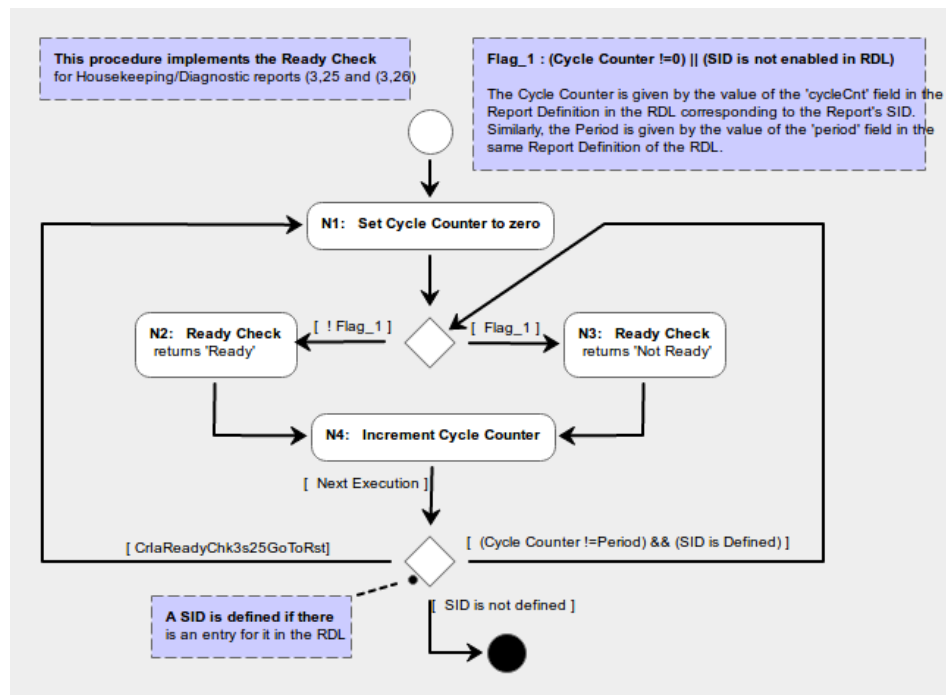 This procedure implements the Ready Check
for Housekeeping/Diagnostic reports (3,25 and (3,26)
Flag_1 : (Cycle Counter !=0) || (SID is not enabled in RDL)
The Cycle Counter is given by the value of the 'cycleCnt' field in the
Report Definition in the RDL corresponding to the Report's SID.
Similarly, the Period is given by the value of the 'period' field in the
same Report Definition of the RDL.
N1: Set Cycle Counter to zero
[ ! Flag_1 ]
[ Flag_1 ]
N2: Ready Check
returns 'Ready'
N3: Ready Check
returns 'Not Ready'
N4: Increment Cycle Counter
[ Next Execution ]
[ CrIaReadyChk3s25GoToRst]
[ (Cycle Counter !=Period) && (SID is Defined) ]
A SID is defined if there
is an entry for it in the RDL
[ SID is not defined ]